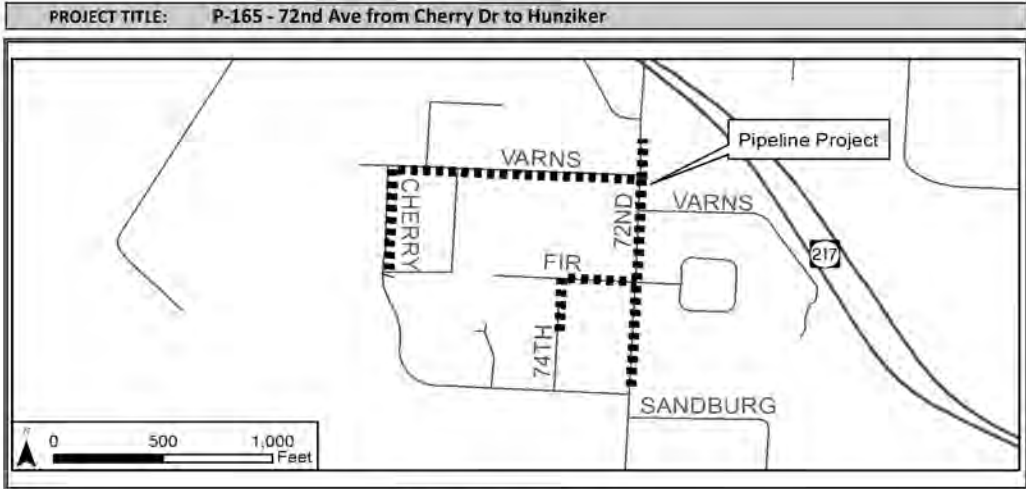 PROJECT TITLE: P-165 - 72nd Ave from Cherry Dr to Hunziker
Pipeline Project
VARNS
CHERRY
72ND
VARNS
217
FIR
74TH
SANDBURG
N
0 500 1,000
Feet